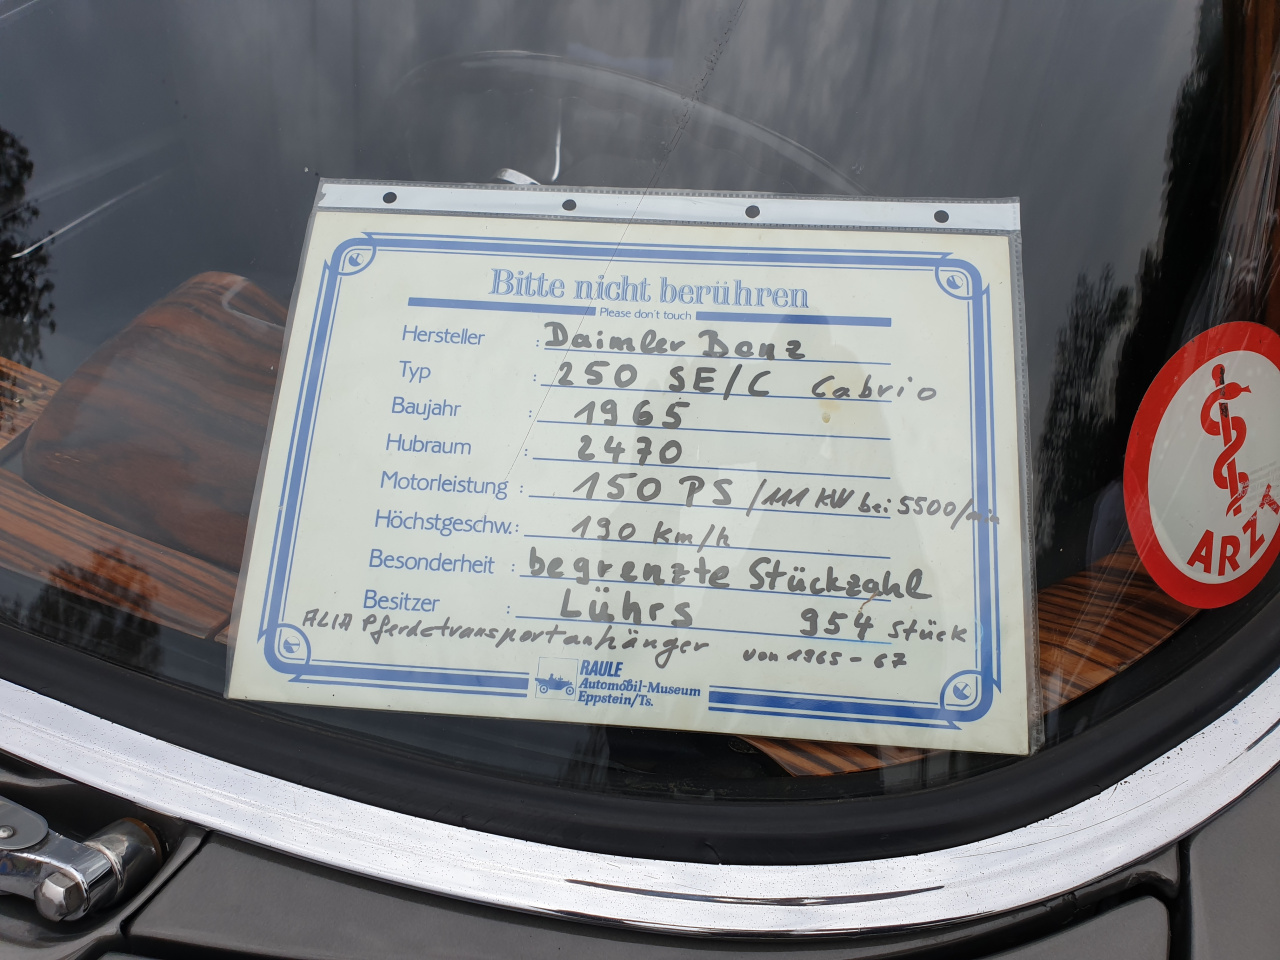 Bitte nicht berühren
Please don't touch
Hersteller : Daimler Benz
Typ : 250 SE/C Cabrio
Baujahr : 1965
Hubraum : 2470
Motorleistung : 150 PS /111 KW bei 5500/min
Höchstgeschw. : 190 Km/h
Besonderheit : begrenzte Stückzahl
Besitzer : Lührs 954 Stück
Pferdetransportanhänger von 1965-67
RAULE
Automobil-Museum
Eppstein/Ts.
ARZT